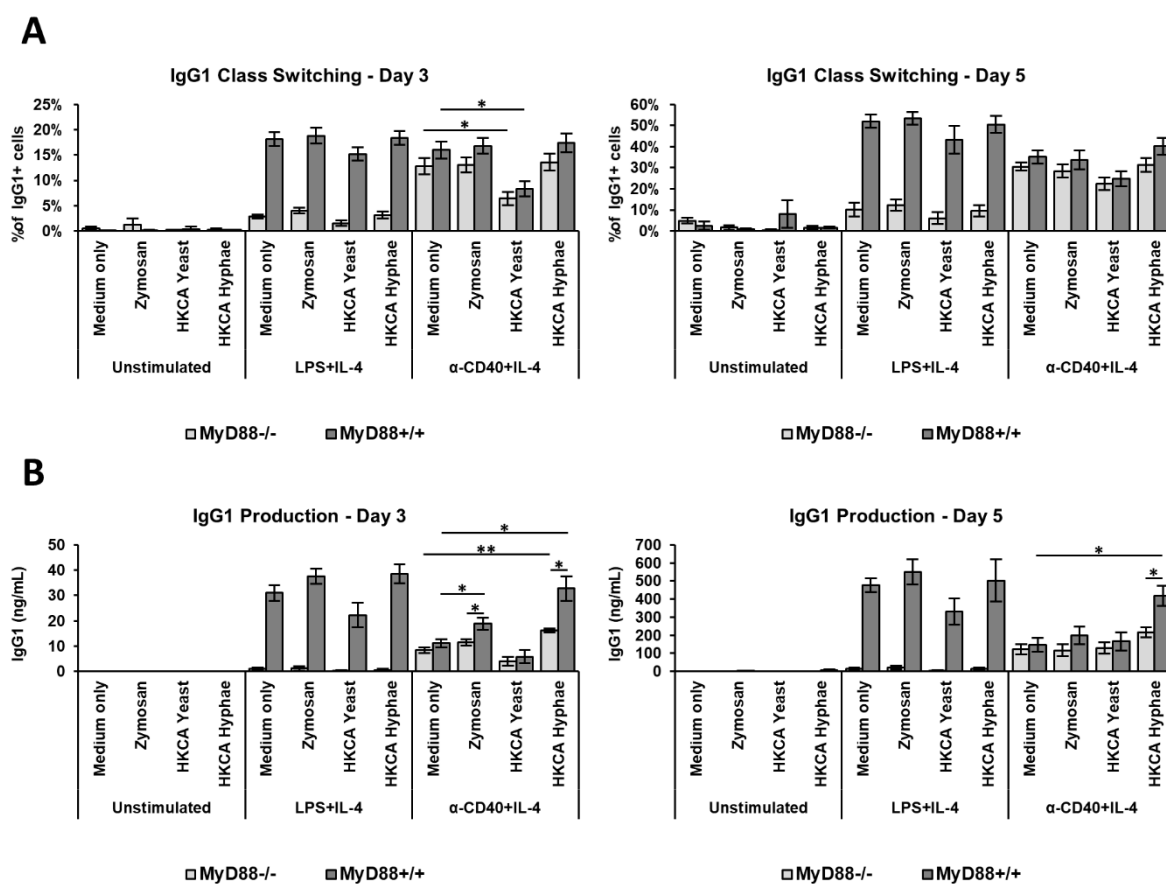 A
IgG1 Class Switching - Day 3
%of IgG1+ cells
25%
20%
15%
10%
5%
0%
* *
Medium only Zymosan HKCA Yeast HKCA Hyphae Medium only Zymosan HKCA Yeast HKCA Hyphae Medium only Zymosan HKCA Yeast HKCA Hyphae
Unstimulated LPS+IL-4 α-CD40+IL-4
IgG1 Class Switching - Day 5
%of IgG1+ cells
60%
50%
40%
30%
20%
10%
0%
Medium only Zymosan HKCA Yeast HKCA Hyphae Medium only Zymosan HKCA Yeast HKCA Hyphae Medium only Zymosan HKCA Yeast HKCA Hyphae
Unstimulated LPS+IL-4 α-CD40+IL-4
MyD88-/- MyD88+/+
MyD88-/- MyD88+/+
B
IgG1 Production - Day 3
IgG1 (ng/mL)
50
40
30
20
10
0
*
**
* *
*
Medium only Zymosan HKCA Yeast HKCA Hyphae Medium only Zymosan HKCA Yeast HKCA Hyphae Medium only Zymosan HKCA Yeast HKCA Hyphae
Unstimulated LPS+IL-4 α-CD40+IL-4
IgG1 Production - Day 5
IgG1 (ng/mL)
700
600
500
400
300
200
100
0
*
*
Medium only Zymosan HKCA Yeast HKCA Hyphae Medium only Zymosan HKCA Yeast HKCA Hyphae Medium only Zymosan HKCA Yeast HKCA Hyphae
Unstimulated LPS+IL-4 α-CD40+IL-4
MyD88-/- MyD88+/+
MyD88-/- MyD88+/+